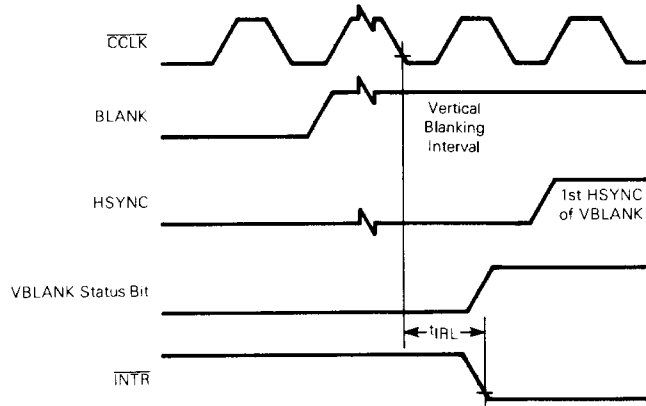 CCLK
BLANK
Vertical
Blanking
Interval
HSYNC
1st HSYNC
of VBLANK
VBLANK Status Bit
tIRL
INTR